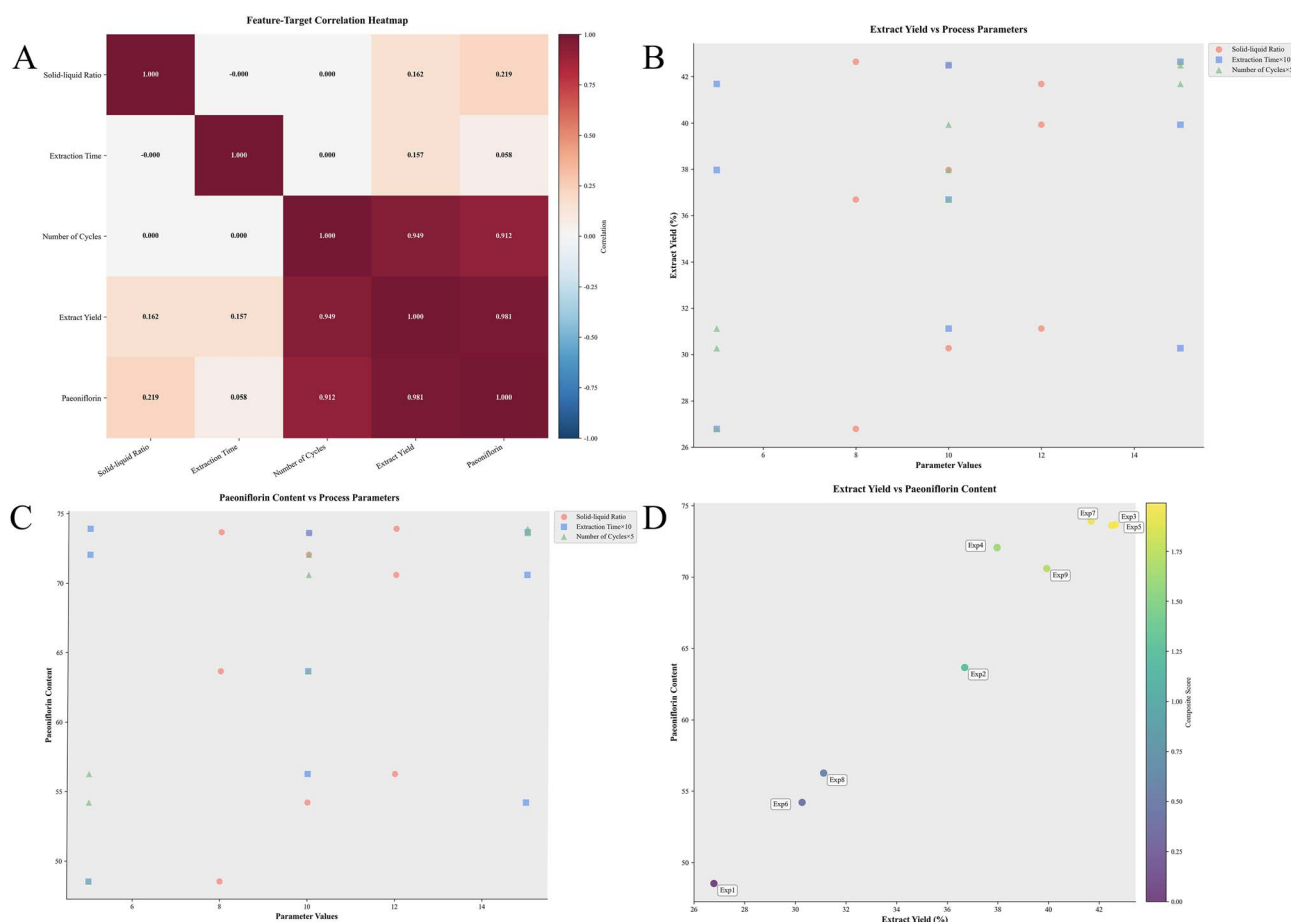 A
Feature-Target Correlation Heatmap
Solid-liquid Ratio
1.000
-0.000
0.000
0.162
0.219
Extraction Time
-0.000
1.000
0.000
0.157
0.058
Number of Cycles
0.000
0.000
1.000
0.949
0.912
Extract Yield
0.162
0.157
0.949
1.000
0.981
Paeoniflorin
0.219
0.058
0.912
0.981
1.000
Solid-liquid Ratio
Extraction Time
Number of Cycles
Extract Yield
Paeoniflorin
1.00
0.75
0.50
0.25
0.00
-0.25
-0.50
-0.75
-1.00
Correlation
B
Extract Yield vs Process Parameters
Solid-liquid Ratio
Extraction Time×10
Number of Cycles×5
Extract Yield (%)
42
40
38
36
34
32
30
28
26
6
8
10
12
14
Parameter Values
C
Paeoniflorin Content vs Process Parameters
Solid-liquid Ratio
Extraction Time×10
Number of Cycles×5
Paeoniflorin Content
75
70
65
60
55
50
6
8
10
12
14
Parameter Values
D
Extract Yield vs Paeoniflorin Content
Paeoniflorin Content
75
70
65
60
55
50
Exp7
Exp3
Exp5
Exp4
Exp9
Exp2
Exp8
Exp6
Exp1
26
28
30
32
34
36
38
40
42
Extract Yield (%)
1.75
1.50
1.25
1.00
0.75
0.50
0.25
0.00
Composite Score